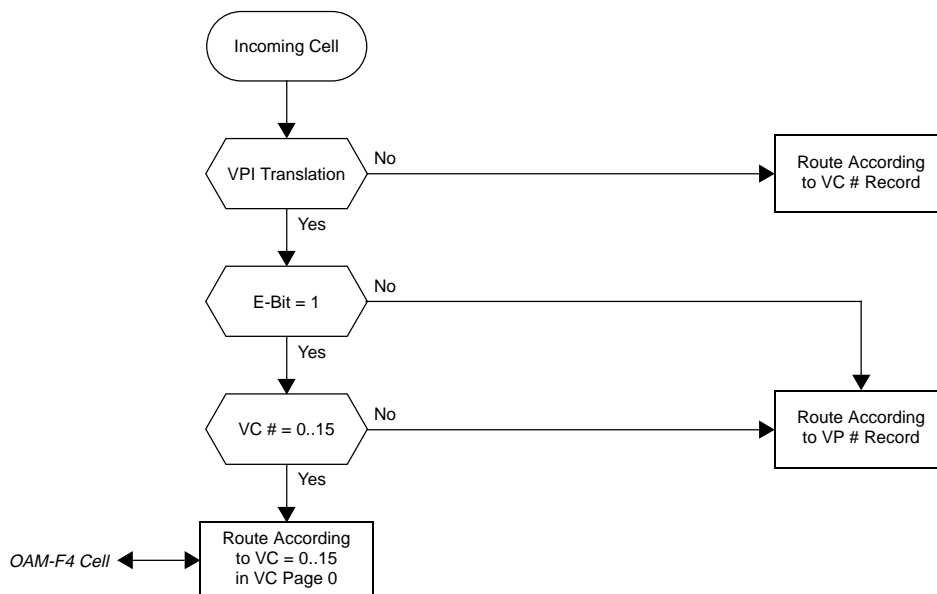 Incoming Cell
VPI Translation
No
Route According
to VC # Record
Yes
E-Bit = 1
No
Yes
VC # = 0..15
No
Route According
to VP # Record
Yes
OAM-F4 Cell
Route According
to VC = 0..15
in VC Page 0